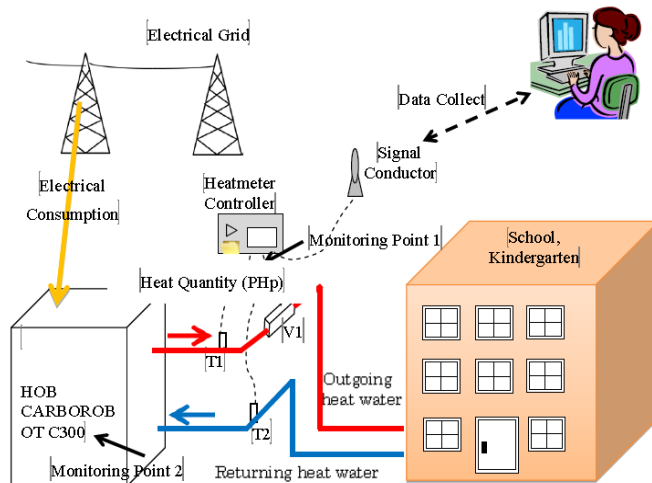 Electrical Grid
Data Collect
Signal
Conductor
Electrical
Consumption
Heatmeter
Controller
Monitoring Point 1
School,
Kindergarten
Heat Quantity (PHp)
V1
T1
HOB
CARBOROB
OT C300
Outgoing
heat water
T2
Monitoring Point 2
Returning heat water